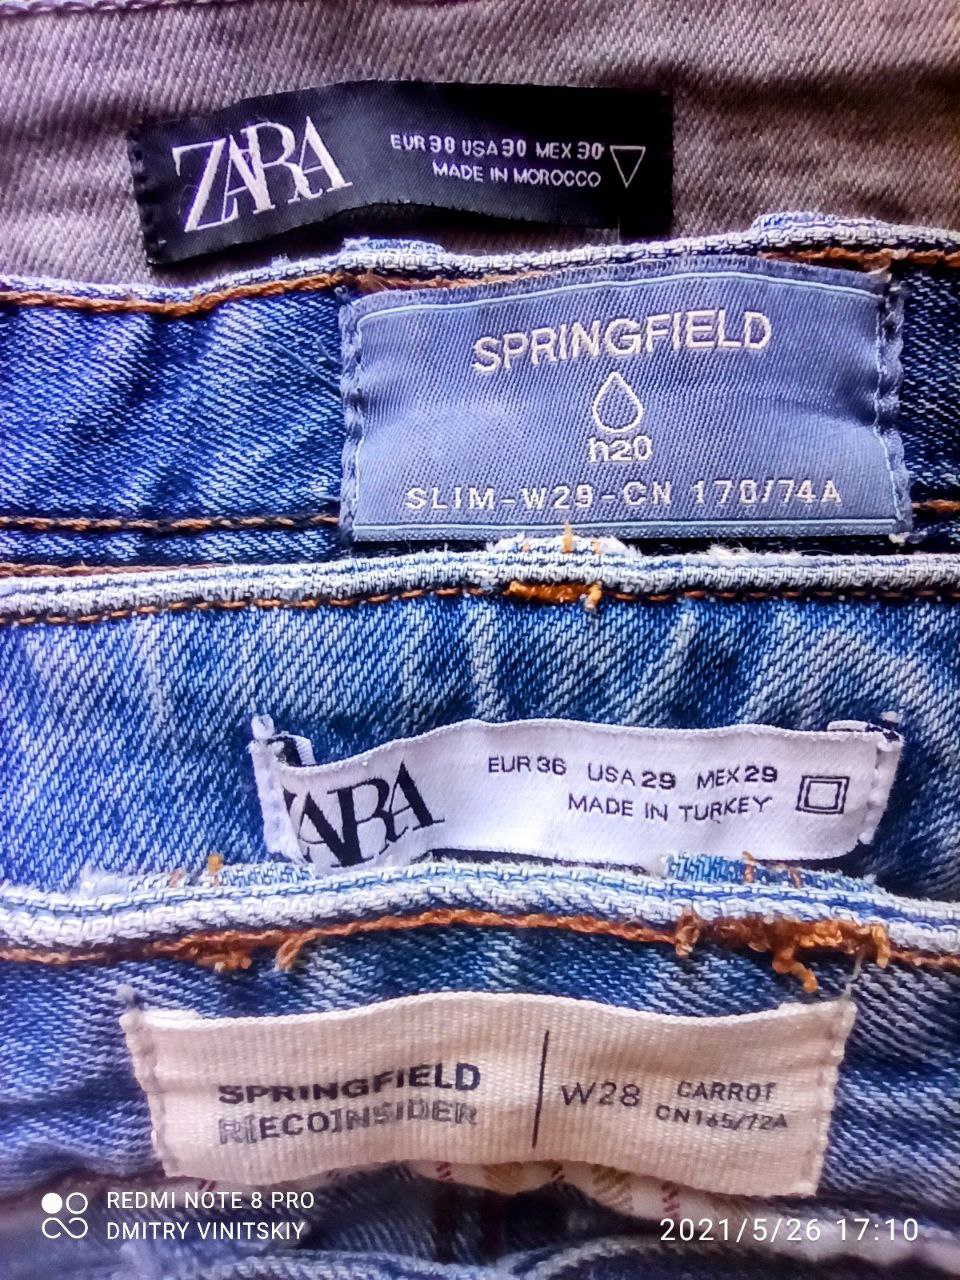 ZARA
EUR 38 USA 30 MEX 30
MADE IN MOROCCO
SPRINGFIELD
h20
SLIM-W29-CN 170/74A
ZARA
EUR 36 USA 29 MEX 29
MADE IN TURKEY
SPRINGFIELD
R[ECO]NSIDER
W28 CARROT
CN165/72A
REDMI NOTE 8 PRO
DMITRY VINITSKIY
2021/5/26 17:10